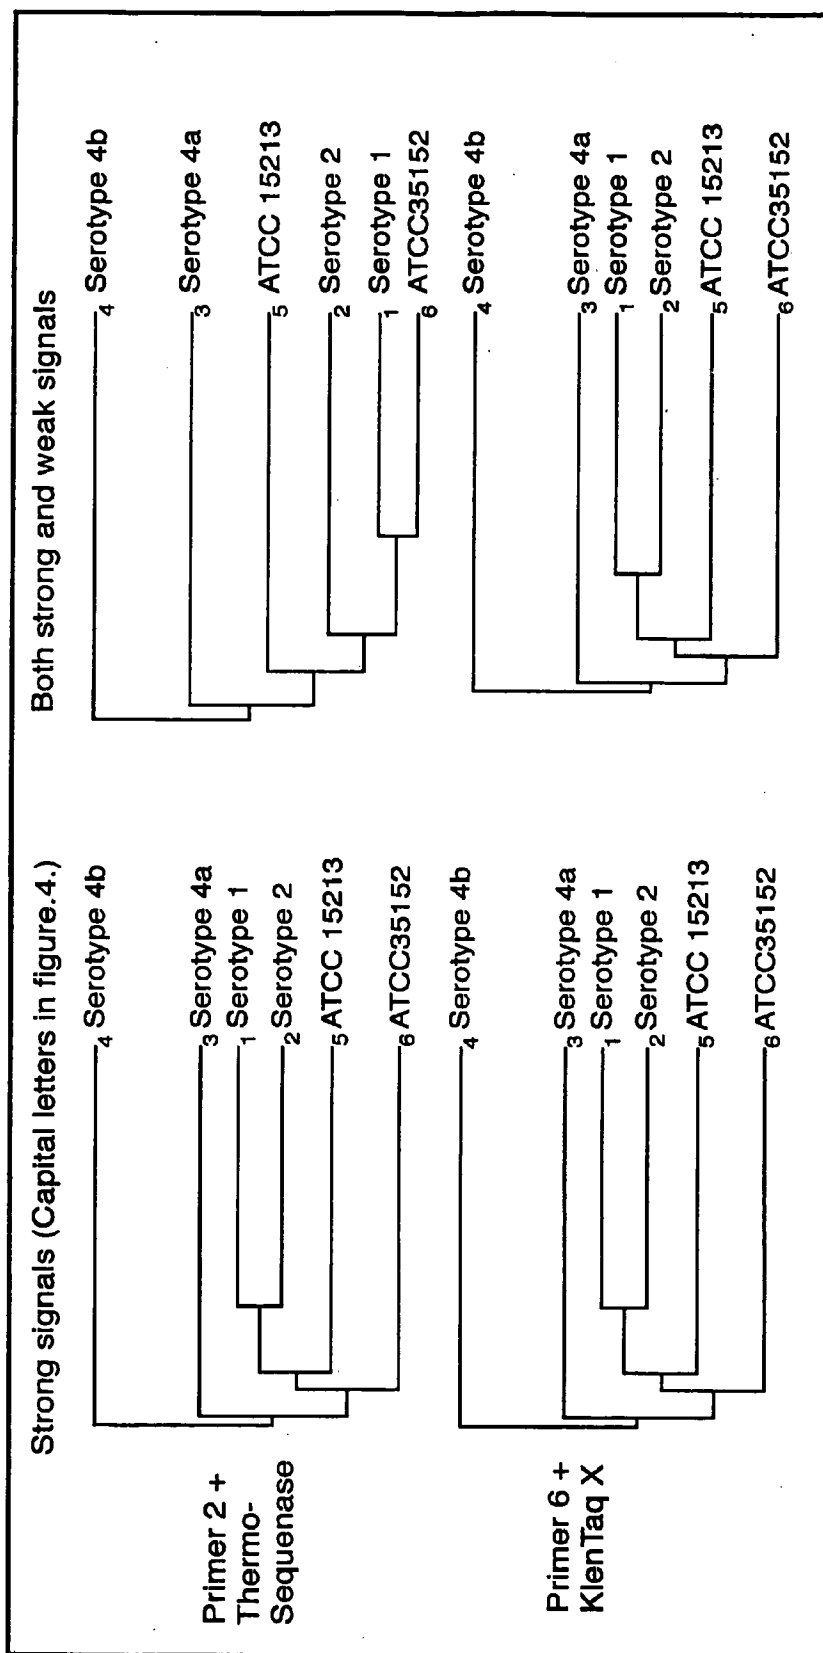 Strong signals (Capital letters in figure.4.)
Both strong and weak signals
Primer 2 +
Thermo-
Sequenase
4 Serotype 4b
3 Serotype 4a
1 Serotype 1
2 Serotype 2
5 ATCC 15213
6 ATCC35152
4 Serotype 4b
3 Serotype 4a
5 ATCC 15213
2 Serotype 2
1 Serotype 1
6 ATCC35152
Primer 6 +
KlenTaq X
4 Serotype 4b
3 Serotype 4a
1 Serotype 1
2 Serotype 2
5 ATCC 15213
6 ATCC35152
4 Serotype 4b
3 Serotype 4a
1 Serotype 1
2 Serotype 2
5 ATCC 15213
6 ATCC35152